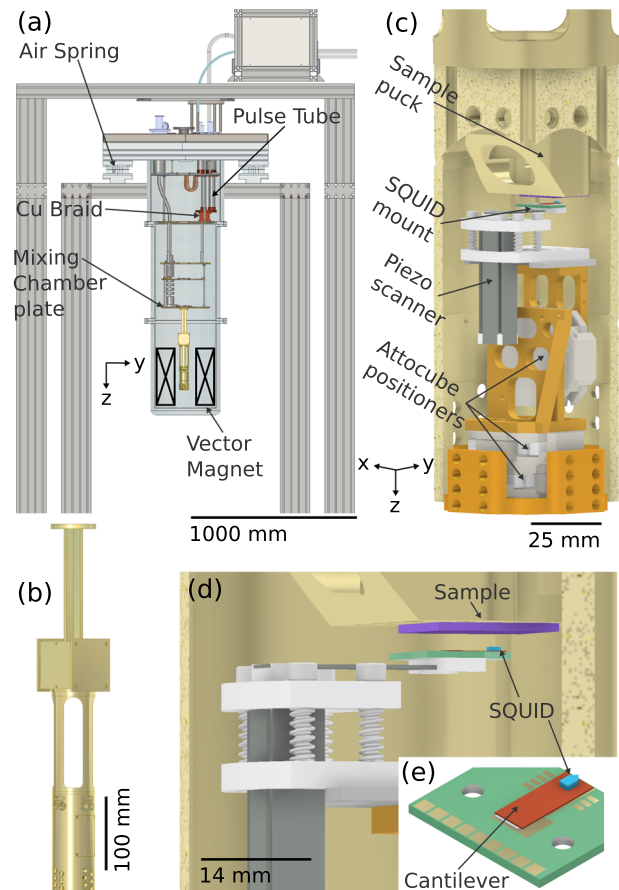 (a)
Air Spring
Pulse Tube
Cu Braid
Mixing
Chamber
plate
y
z
Vector
Magnet
1000 mm
(b)
100 mm
(c)
Sample
puck
SQUID
mount
Piezo
scanner
Attocube
positioners
x
y
z
25 mm
(d)
Sample
SQUID
14 mm
(e)
Cantilever